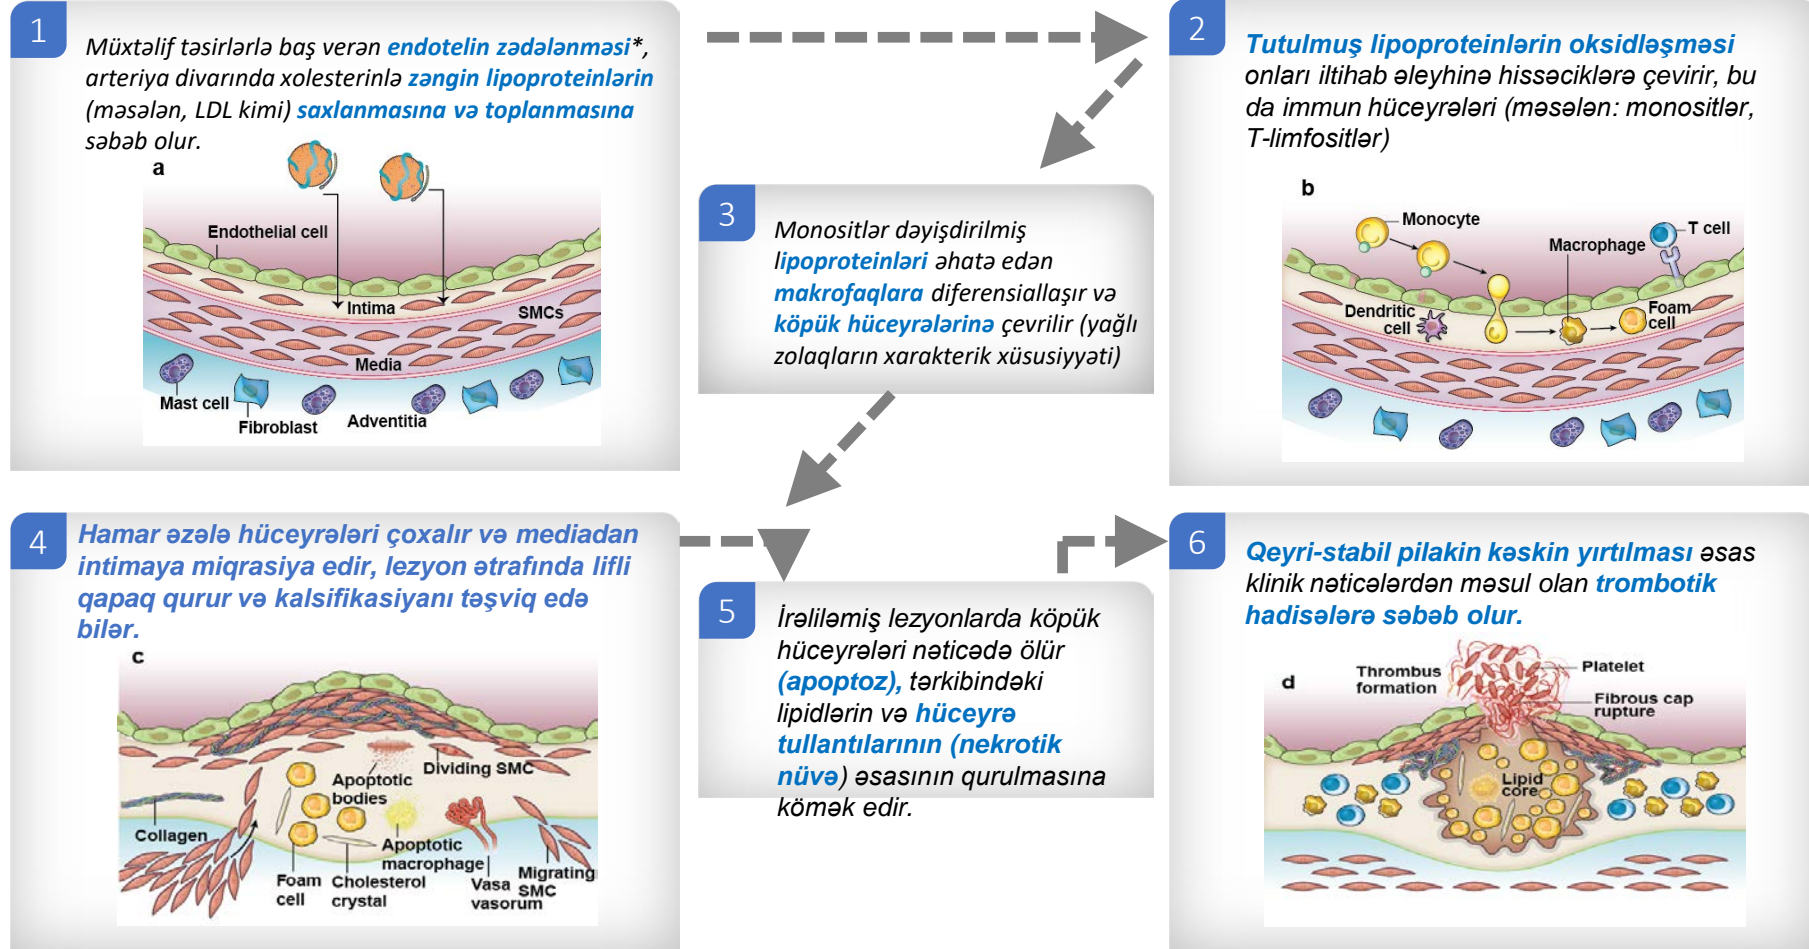 1
Müxtəlif təsirlərlə baş verən endotelin zədələnməsi*,
arteriya divarında xolesterinlə zəngin lipoproteinlərin
(məsələn, LDL kimi) saxlanmasına və toplanmasına
səbəb olur.
a
Endothelial cell
Intima
SMCs
Media
Mast cell
Fibroblast
Adventitia
2
Tutulmuş lipoproteinlərin oksidləşməsi
onları iltihab əleyhinə hissəciklərə çevirir, bu
da immun hüceyrələri (məsələn: monositlər,
T-limfositlər)
b
Monocyte
T cell
Macrophage
Dendritic
cell
Foam
cell
3
Monositlər dəyişdirilmiş
lipoproteinləri əhatə edən
makrofaqlara diferensiallaşır və
köpük hüceyrələrinə çevrilir (yağlı
zolaqların xarakterik xüsusiyyəti)
4
Hamar əzələ hüceyrələri çoxalır və mediadan
intimaya miqrasiya edir, lezyon ətrafında lifli
qapaq qurur və kalsifikasiyanı təşviq edə
bilər.
c
Dividing SMC
Apoptotic
bodies
Collagen
Apoptotic
macrophage
Foam
cell
Cholesterol
crystal
Vasa
vasorum
Migrating
SMC
5
İrəliləmiş lezyonlarda köpük
hüceyrələri nəticədə ölür
(apoptoz), tərkibindəki
lipidlərin və hüceyrə
tullantılarının (nekrotik
nüvə) əsasının qurulmasına
kömək edir.
6
Qeyri-stabil pilakin kəskin yırtılması əsas
klinik nəticələrdən məsul olan trombotik
hadisələrə səbəb olur.
d
Thrombus
formation
Platelet
Fibrous cap
rupture
Lipid
core